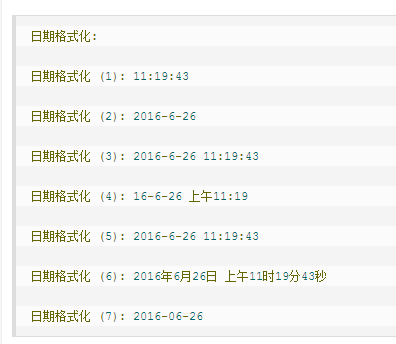 日期格式化:
日期格式化 (1): 11:19:43
日期格式化 (2): 2016-6-26
日期格式化 (3): 2016-6-26 11:19:43
日期格式化 (4): 16-6-26 上午11:19
日期格式化 (5): 2016-6-26 11:19:43
日期格式化 (6): 2016年6月26日 上午11时19分43秒
日期格式化 (7): 2016-06-26